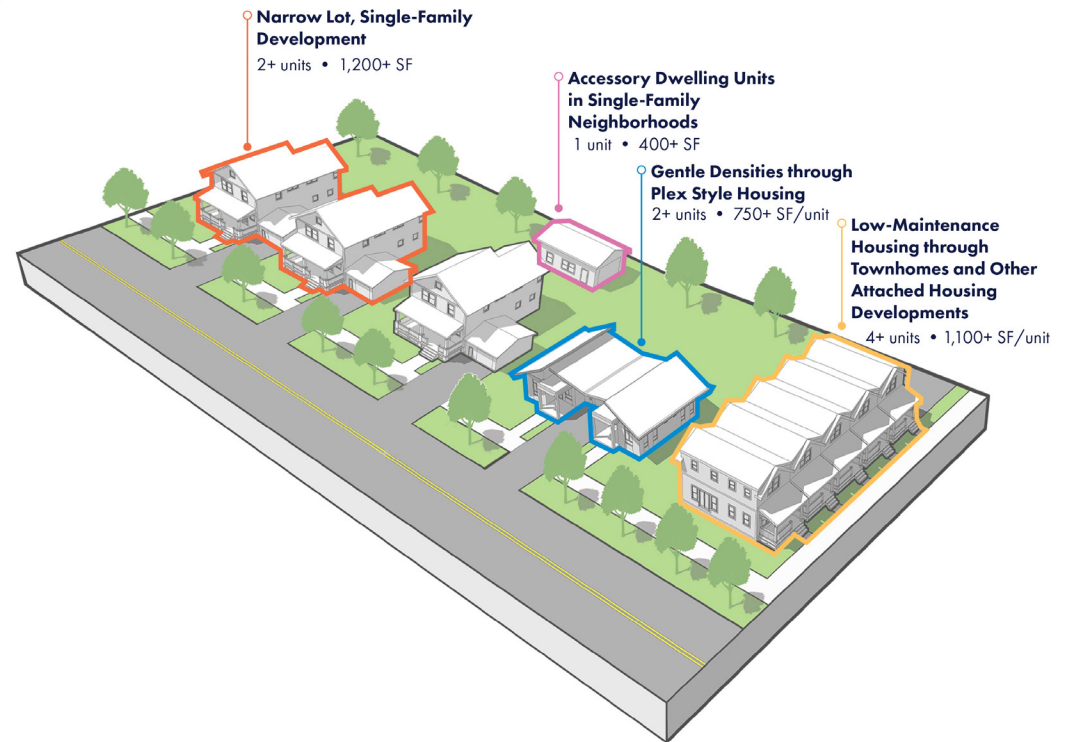 Narrow Lot, Single-Family
Development
2+ units • 1,200+ SF
Accessory Dwelling Units
in Single-Family
Neighborhoods
1 unit • 400+ SF
Gentle Densities through
Plex Style Housing
2+ units • 750+ SF/unit
Low-Maintenance
Housing through
Townhomes and Other
Attached Housing
Developments
4+ units • 1,100+ SF/unit